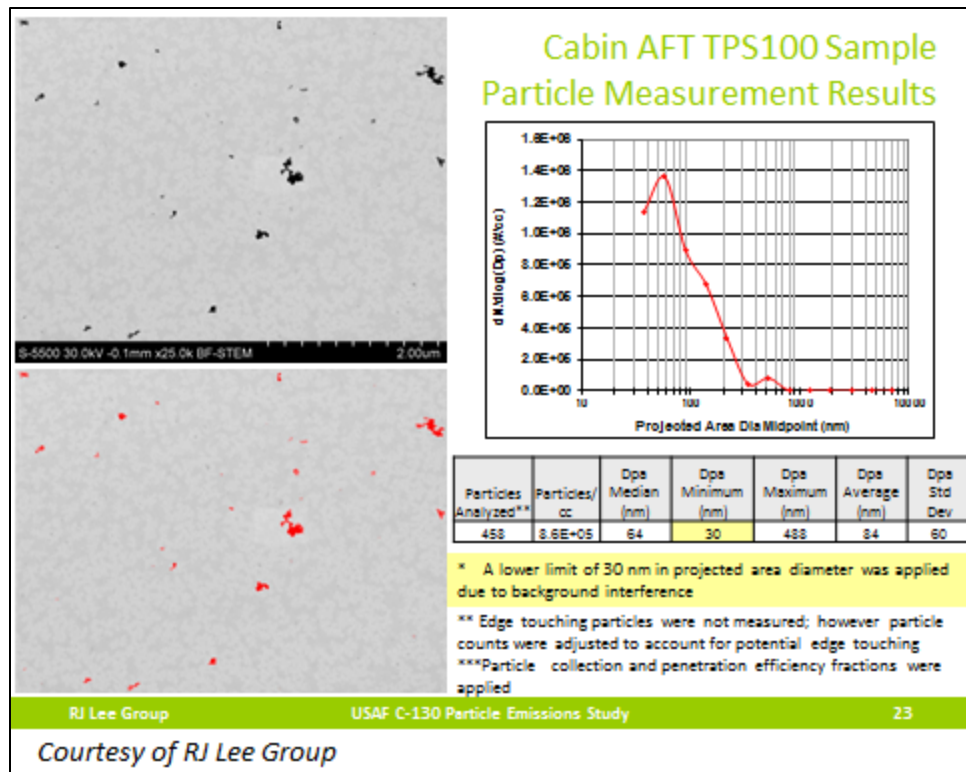 Cabin AFT TPS100 Sample
Particle Measurement Results
S-5500 30.0kV -0.1mm x25.0k BF-STEM 2.00um
1.6E+06
1.4E+06
1.2E+06
1.0E+06
8.0E+05
6.0E+05
4.0E+05
2.0E+05
0.0E+00
dN/dlog(Dp) (#/cc)
10 100 1000 10000
Projected Area Dia Midpoint (nm)
Particles Analyzed** Particles/cc Dpa Median (nm) Dpa Minimum (nm) Dpa Maximum (nm) Dpa Average (nm) Dpa Std Dev
458 8.6E+05 64 30 488 84 60
* A lower limit of 30 nm in projected area diameter was applied
due to background interference
** Edge touching particles were not measured; however particle
counts were adjusted to account for potential edge touching
***Particle collection and penetration efficiency fractions were
applied
RJ Lee Group USAF C-130 Particle Emissions Study 23
Courtesy of RJ Lee Group